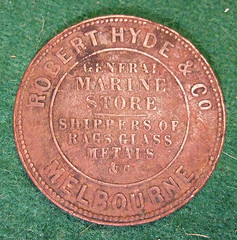 ROBERT HYDE & Co
GENERAL
MARINE
STORE
SHIPPERS OF
RAGS GLASS
METALS
&c
MELBOURNE